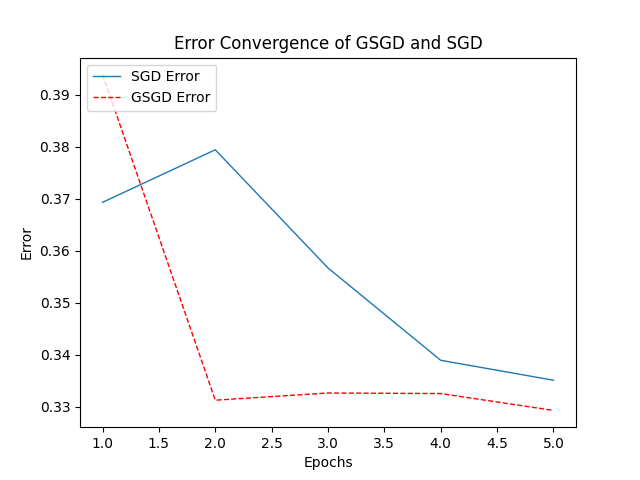 Error Convergence of GSGD and SGD
SGD Error
GSGD Error
Error
0.39
0.38
0.37
0.36
0.35
0.34
0.33
1.0 1.5 2.0 2.5 3.0 3.5 4.0 4.5 5.0
Epochs